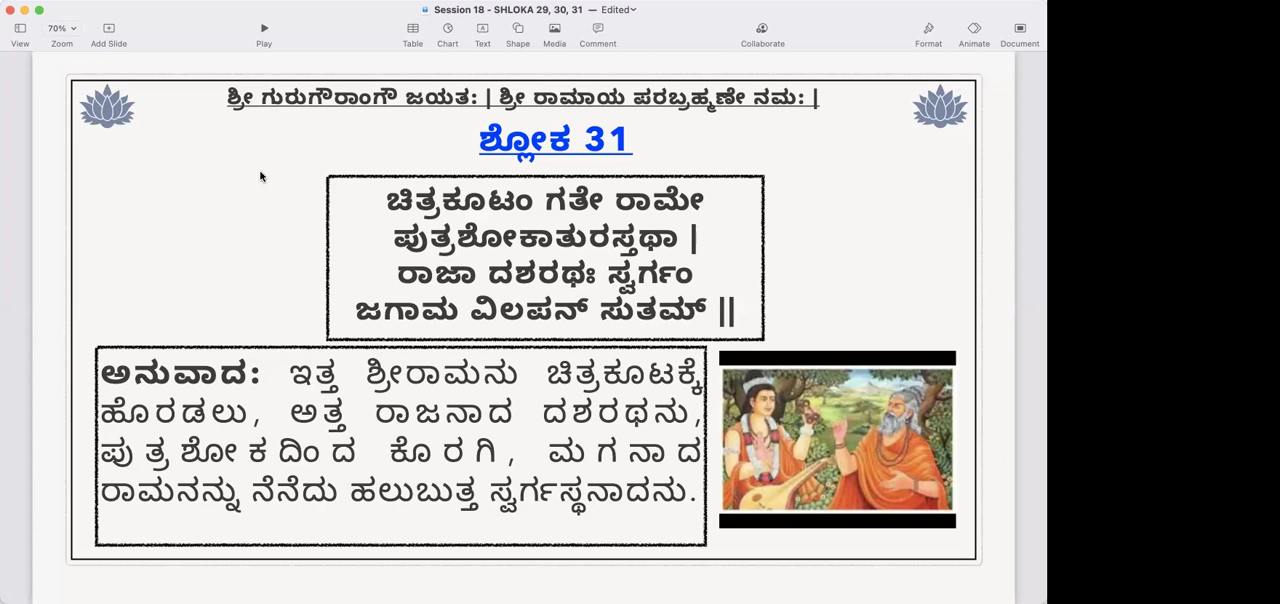 Session 18 - SHLOKA 29, 30, 31 — Edited
View
70%
Zoom
Add Slide
Play
Table
Chart
Text
Shape
Media
Comment
Collaborate
Format
Animate
Document
ಶ್ರೀ ಗುರುಗೌರಾಂಗೌ ಜಯತ: | ಶ್ರೀ ರಾಮಾಯ ಪರಬ್ರಹ್ಮಣೇ ನಮ: |
ಶ್ಲೋಕ 31
ಚಿತ್ರಕೂಟಂ ಗತೇ ರಾಮೇ
ಪುತ್ರಶೋಕಾತುರಸ್ತಥಾ |
ರಾಜಾ ದಶರಥಃ ಸ್ವರ್ಗಂ
ಜಗಾಮ ವಿಲಪನ್ ಸುತಮ್ ||
ಅನುವಾದ: ಇತ್ತ ಶ್ರೀರಾಮನು ಚಿತ್ರಕೂಟಕ್ಕೆ
ಹೊರಡಲು, ಅತ್ತ ರಾಜನಾದ ದಶರಥನು,
ಪುತ್ರಶೋಕದಿಂದ ಕೊರಗಿ, ಮಗನಾದ
ರಾಮನನ್ನು ನೆನೆದು ಹಲುಬುತ್ತ ಸ್ವರ್ಗಸ್ಥನಾದನು.